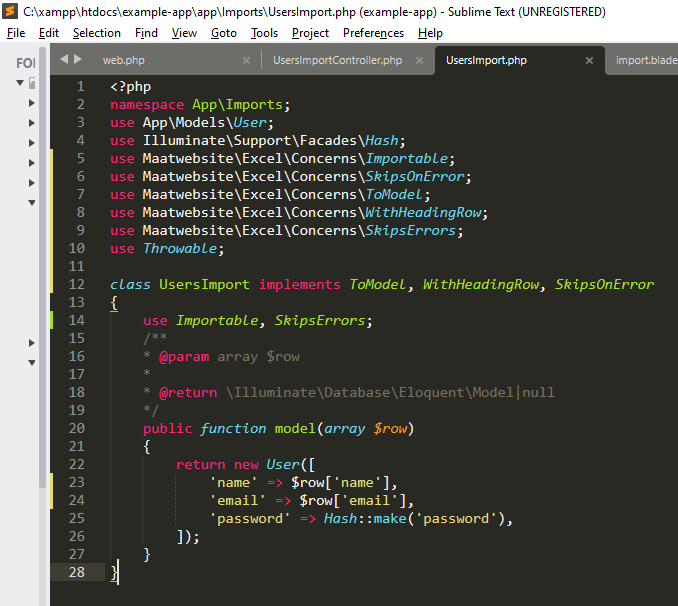 C:\xampp\htdocs\example-app\app\Imports\UsersImport.php (example-app) - Sublime Text (UNREGISTERED)
File Edit Selection Find View Goto Tools Project Preferences Help
FOI web.php × UsersImportController.php × UsersImport.php × import.blade
1 <?php
2 namespace App\Imports;
3 use App\Models\User;
4 use Illuminate\Support\Facades\Hash;
5 use Maatwebsite\Excel\Concerns\Importable;
6 use Maatwebsite\Excel\Concerns\SkipsOnError;
7 use Maatwebsite\Excel\Concerns\ToModel;
8 use Maatwebsite\Excel\Concerns\WithHeadingRow;
9 use Maatwebsite\Excel\Concerns\SkipsErrors;
10 use Throwable;
11
12 class UsersImport implements ToModel, WithHeadingRow, SkipsOnError
13 {
14     use Importable, SkipsErrors;
15     /**
16     * @param array $row
17     *
18     * @return \Illuminate\Database\Eloquent\Model|null
19     */
20     public function model(array $row)
21     {
22         return new User([
23             'name' => $row['name'],
24             'email' => $row['email'],
25             'password' => Hash::make('password'),
26         ]);
27     }
28 }